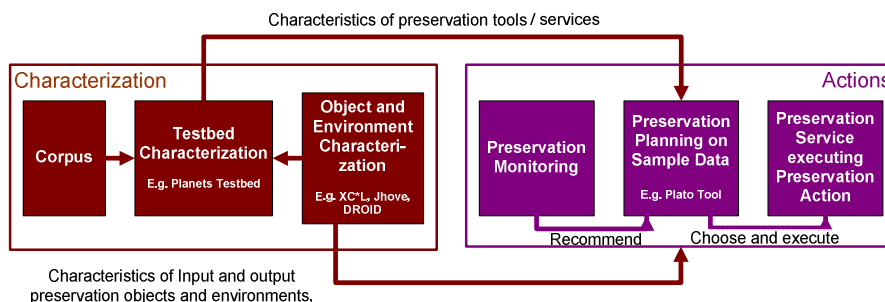 Characteristics of preservation tools / services
Characterization
Corpus
Testbed
Characterization
E.g. Planets Testbed
Object and
Environment
Characteri-
zation
E.g. XC*L, Jhove,
DROID
Actions
Preservation
Monitoring
Preservation
Planning on
Sample Data
E.g. Plato Tool
Preservation
Service
executing
Preservation
Action
Recommend
Choose and execute
Characteristics of Input and output
preservation objects and environments,